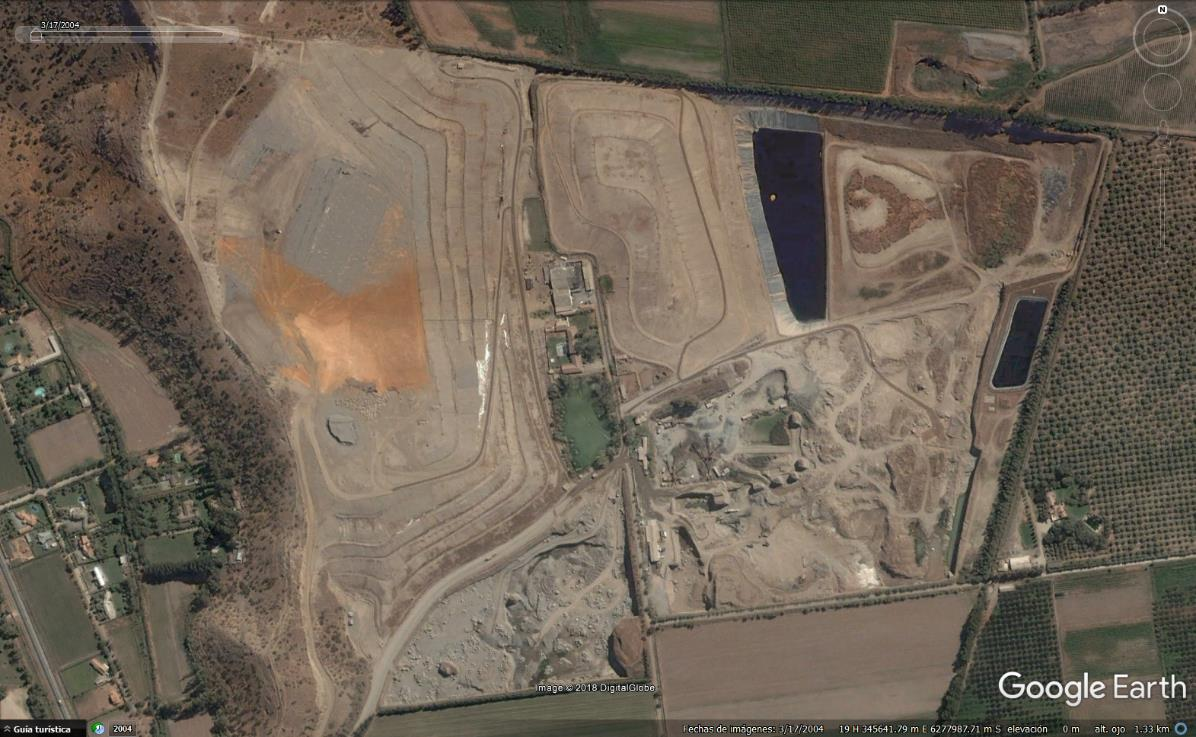 3/17/2004
N
Image © 2018 DigitalGlobe
Google Earth
Guía turística
2004
Fechas de imágenes: 3/17/2004 19 H 345641.79 m E 6277987.71 m S elevación 0 m alt. ojo 1.33 km